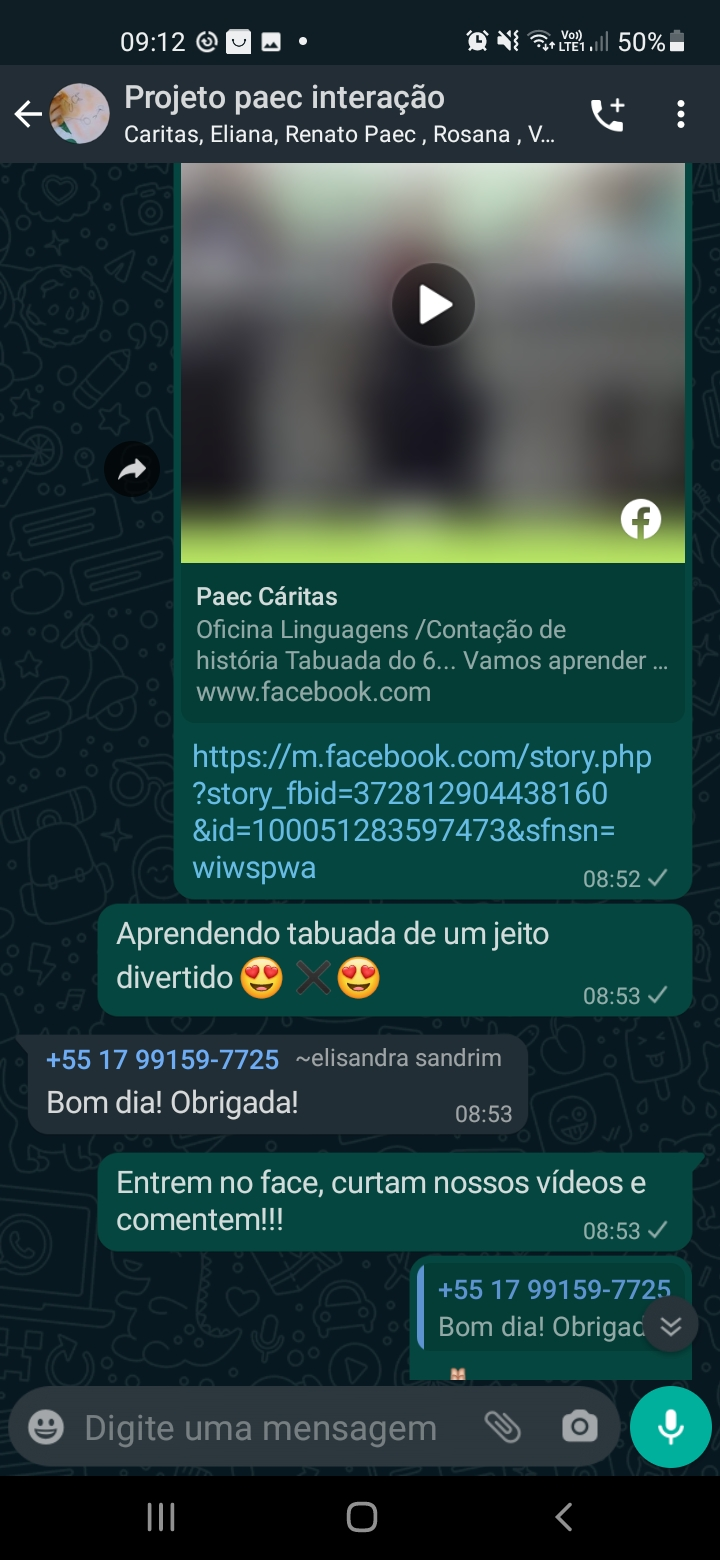 09:12
Vo))
LTE1
50%
Projeto paec interação
Caritas, Eliana, Renato Paec , Rosana , V...
Paec Cáritas
Oficina Linguagens /Contação de
história Tabuada do 6... Vamos aprender ...
www.facebook.com
https://m.facebook.com/story.php
?story_fbid=372812904438160
&id=100051283597473&sfnsn=
wiwspwa
08:52
Aprendendo tabuada de um jeito
divertido😍 ✖😍
08:53
+55 17 99159-7725 ~elisandra sandrim
Bom dia! Obrigada!
08:53
Entrem no face, curtam nossos vídeos e
comentem!!!
08:53
+55 17 99159-7725
Bom dia! Obrigad
Digite uma mensagem